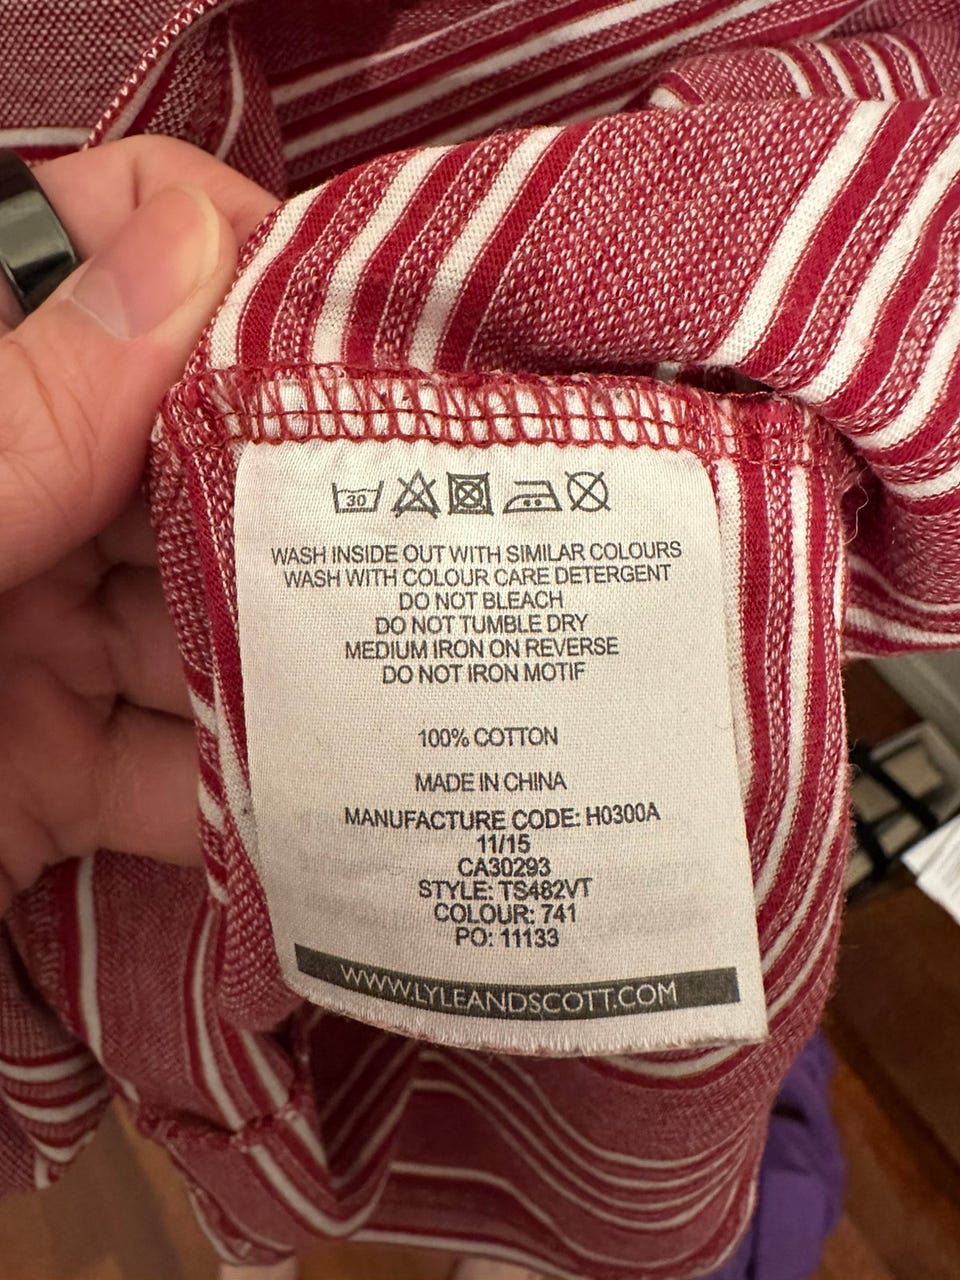 30
WASH INSIDE OUT WITH SIMILAR COLOURS
WASH WITH COLOUR CARE DETERGENT
DO NOT BLEACH
DO NOT TUMBLE DRY
MEDIUM IRON ON REVERSE
DO NOT IRON MOTIF
100% COTTON
MADE IN CHINA
MANUFACTURE CODE: H0300A
11/15
CA30293
STYLE: TS482VT
COLOUR: 741
PO: 11133
WWW.LYLEANDSCOTT.COM